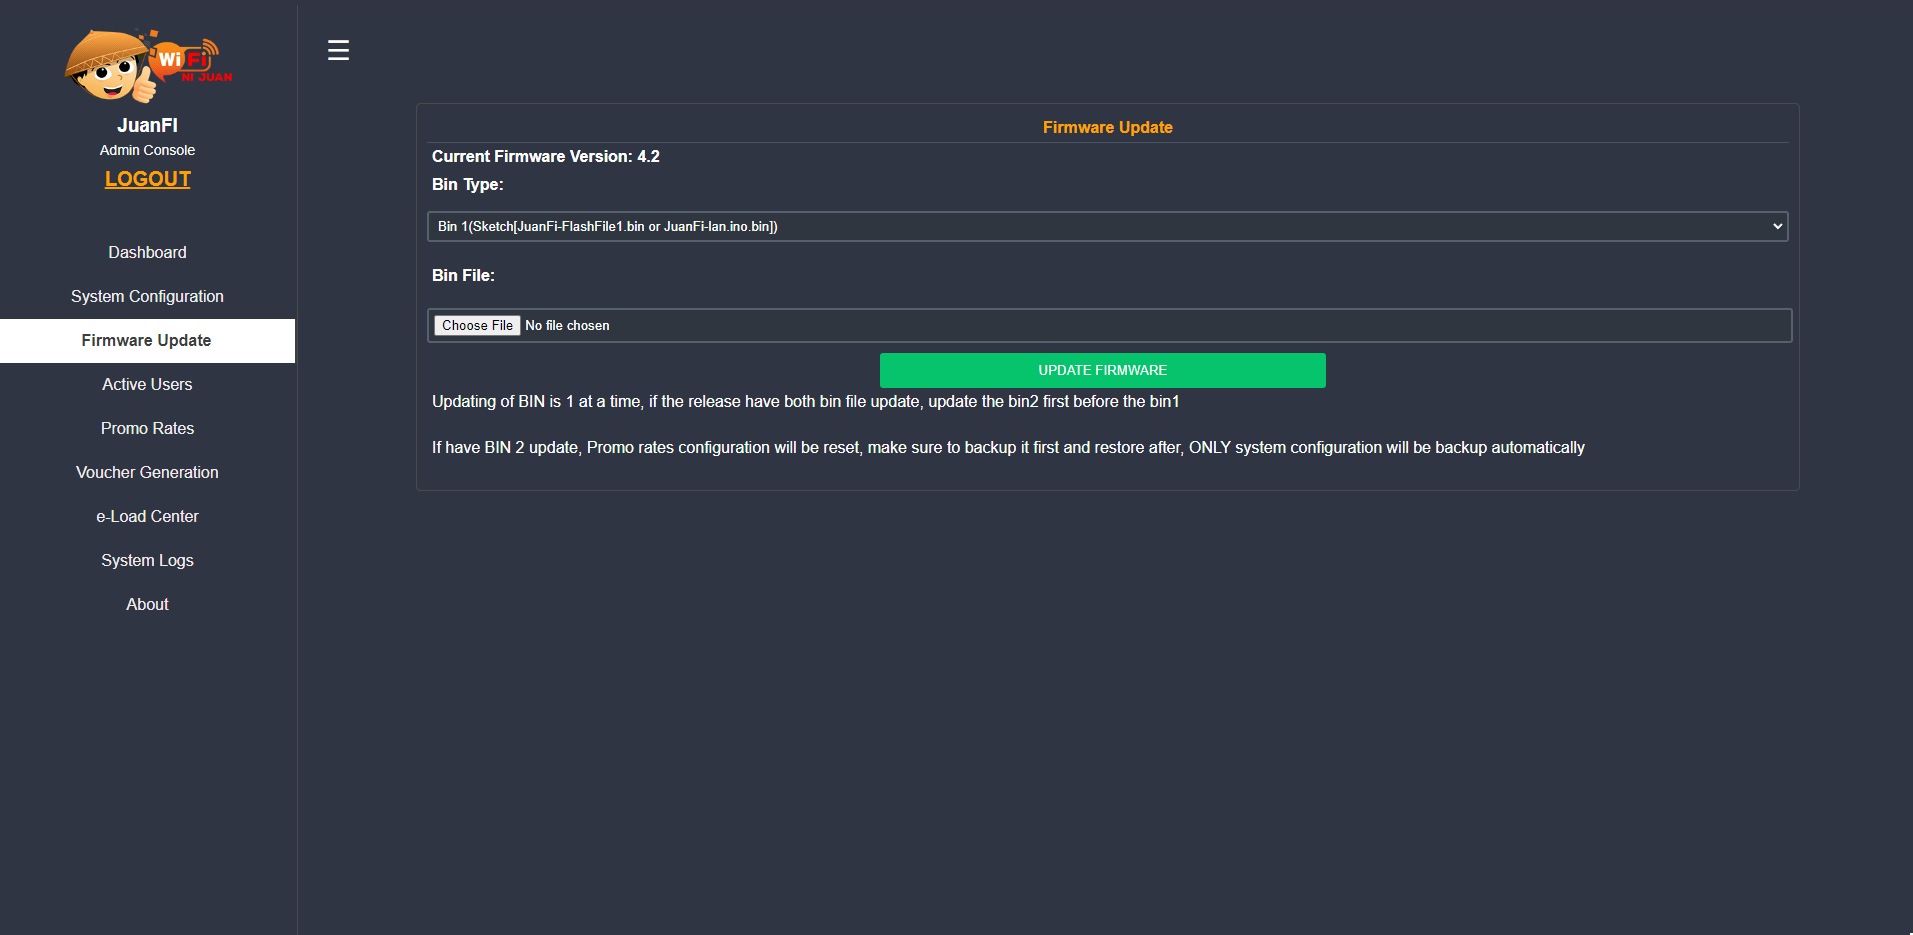 WiFi
NI JUAN
JuanFI
Admin Console
LOGOUT
Dashboard
System Configuration
Firmware Update
Active Users
Promo Rates
Voucher Generation
e-Load Center
System Logs
About
Firmware Update
Current Firmware Version: 4.2
Bin Type:
Bin 1(Sketch[JuanFi-FlashFile1.bin or JuanFi-lan.ino.bin])
Bin File:
Choose File No file chosen
UPDATE FIRMWARE
Updating of BIN is 1 at a time, if the release have both bin file update, update the bin2 first before the bin1
If have BIN 2 update, Promo rates configuration will be reset, make sure to backup it first and restore after, ONLY system configuration will be backup automatically